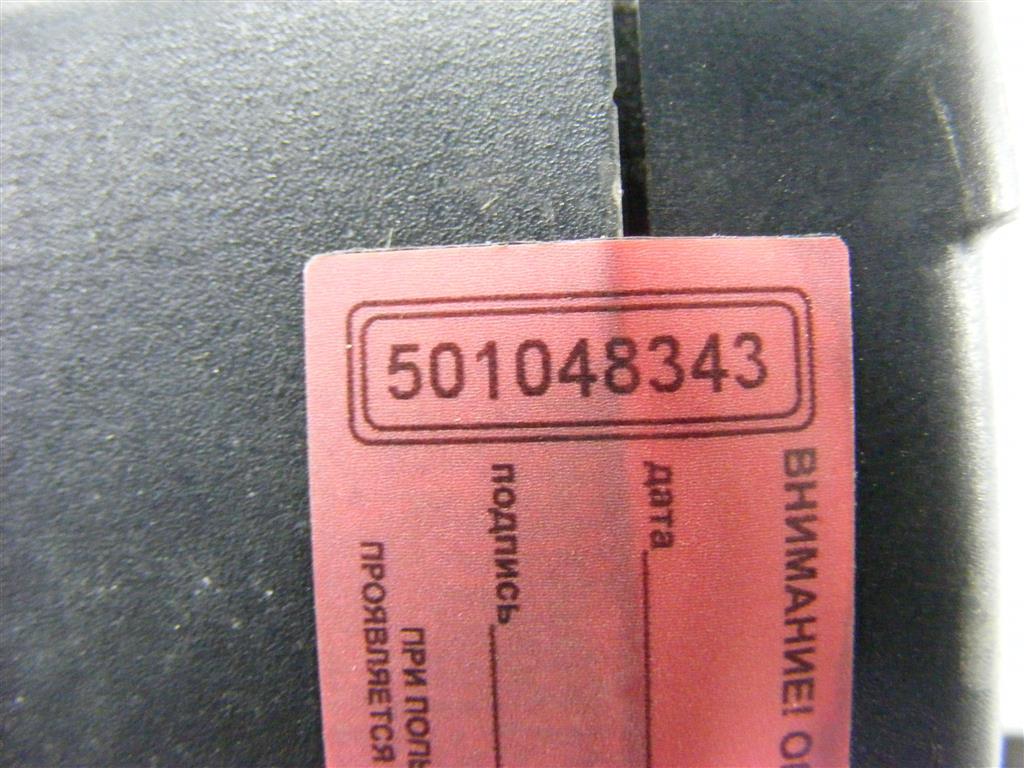 501048343
ВНИМАНИЕ!
дата
подпись
ПРИ
ПРОЯВЛЯЕТСЯ